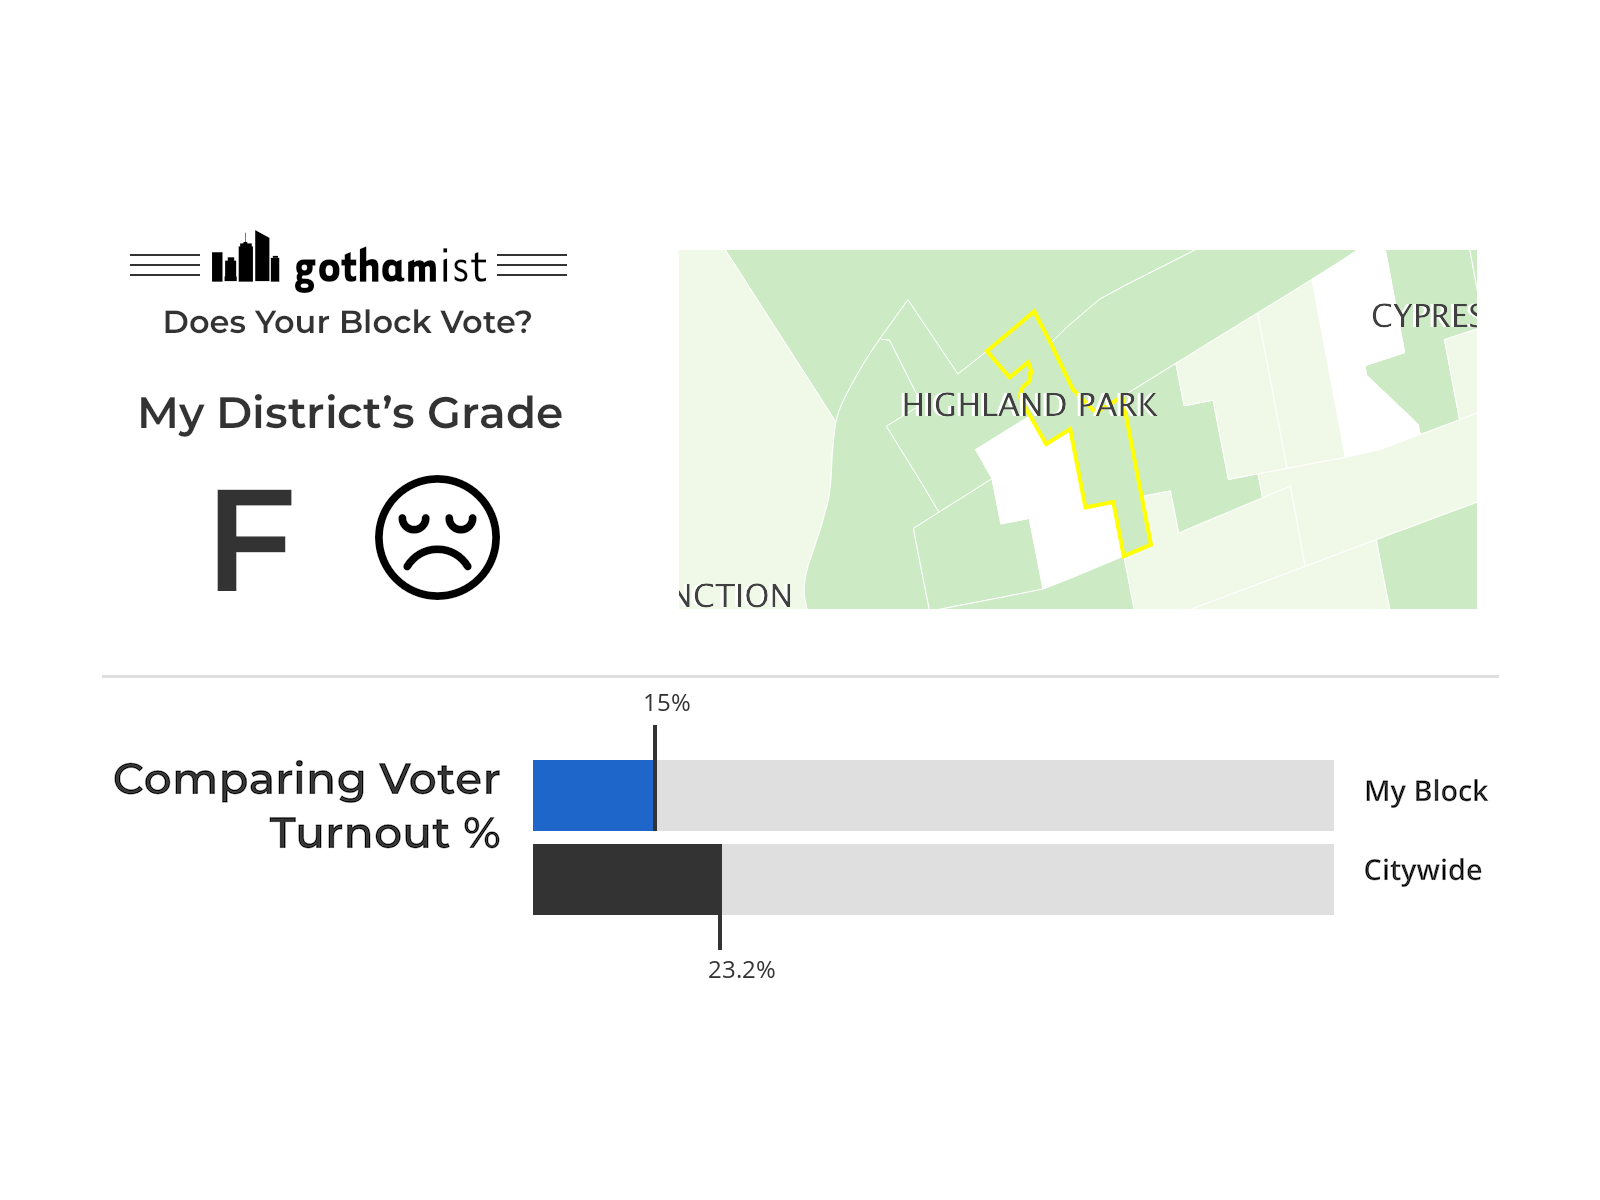 gothamist
Does Your Block Vote?
My District's Grade
F
CYPRES
HIGHLAND PARK
NCTION
15%
Comparing Voter
Turnout %
My Block
Citywide
23.2%